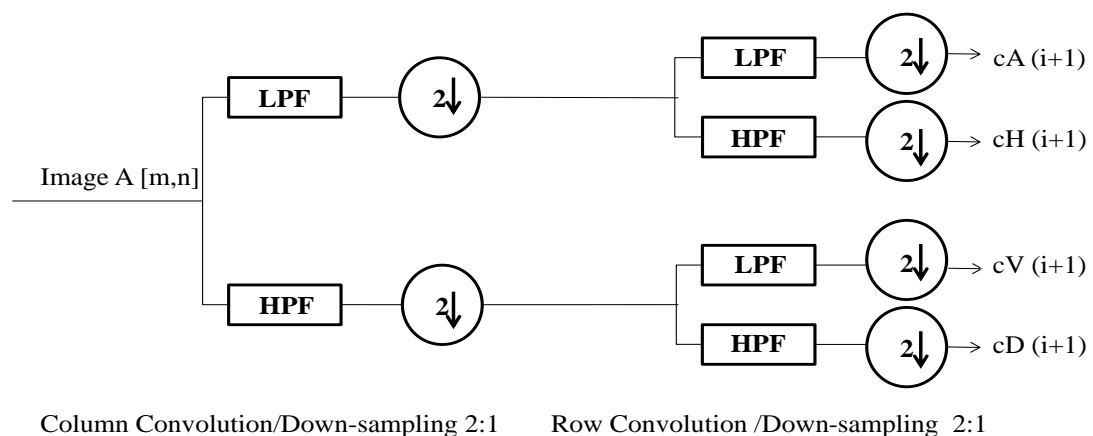 LPF 2↓ cA (i+1)
LPF 2↓
HPF 2↓ cH (i+1)
Image A [m,n]
LPF 2↓ cV (i+1)
HPF 2↓
HPF 2↓ cD (i+1)
Column Convolution/Down-sampling 2:1 Row Convolution /Down-sampling 2:1